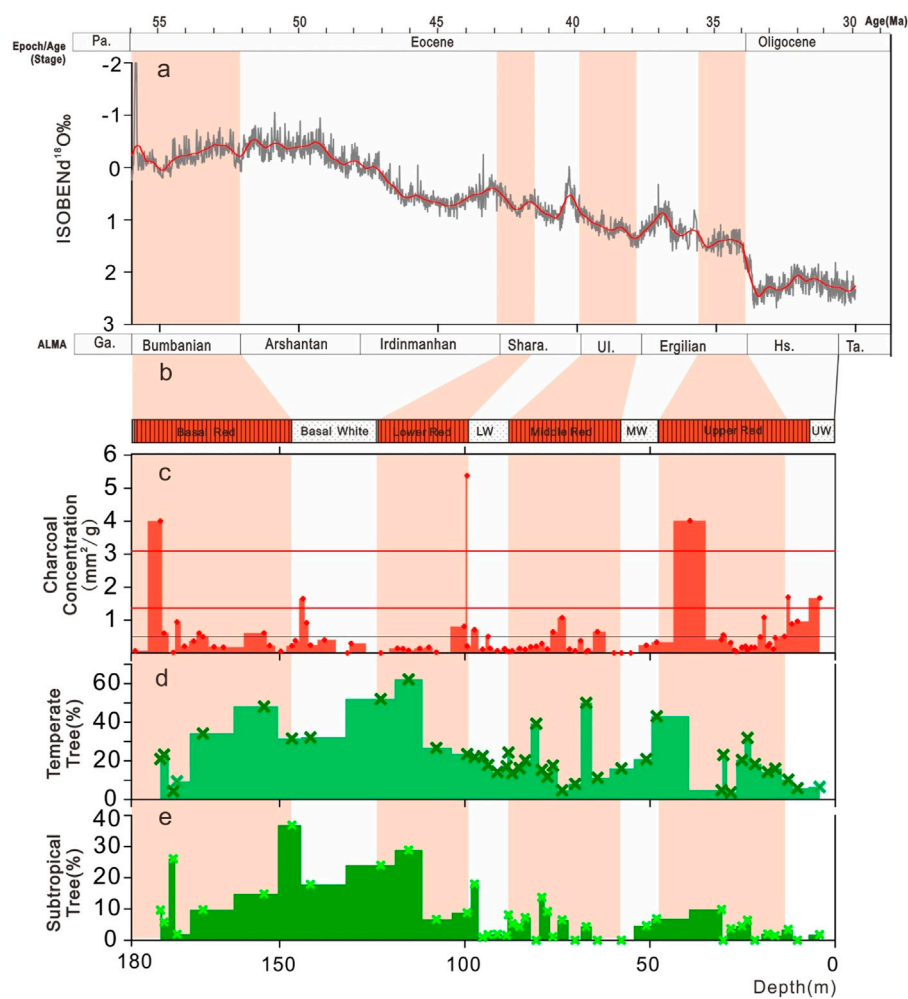 55 50 45 40 35 30 Age(Ma)
Epoch/Age (Stage) Pa. Eocene Oligocene
a
-2
-1
0
1
2
3
ISOBENd¹⁸O‰
ALMA Ga. Bumbanian Arshantan Irdinmanhan Shara. Ul. Ergilian Hs. Ta.
b
Basal Red Basal White Lower Red LW Middle Red MW Upper Red UW
c
6
5
4
3
2
1
Charcoal
Concentration
(mm²/g)
d
60
40
20
0
Temperate
Tree(%)
e
40
30
20
10
0
Subtropical
Tree(%)
180 150 100 50 0
Depth(m)